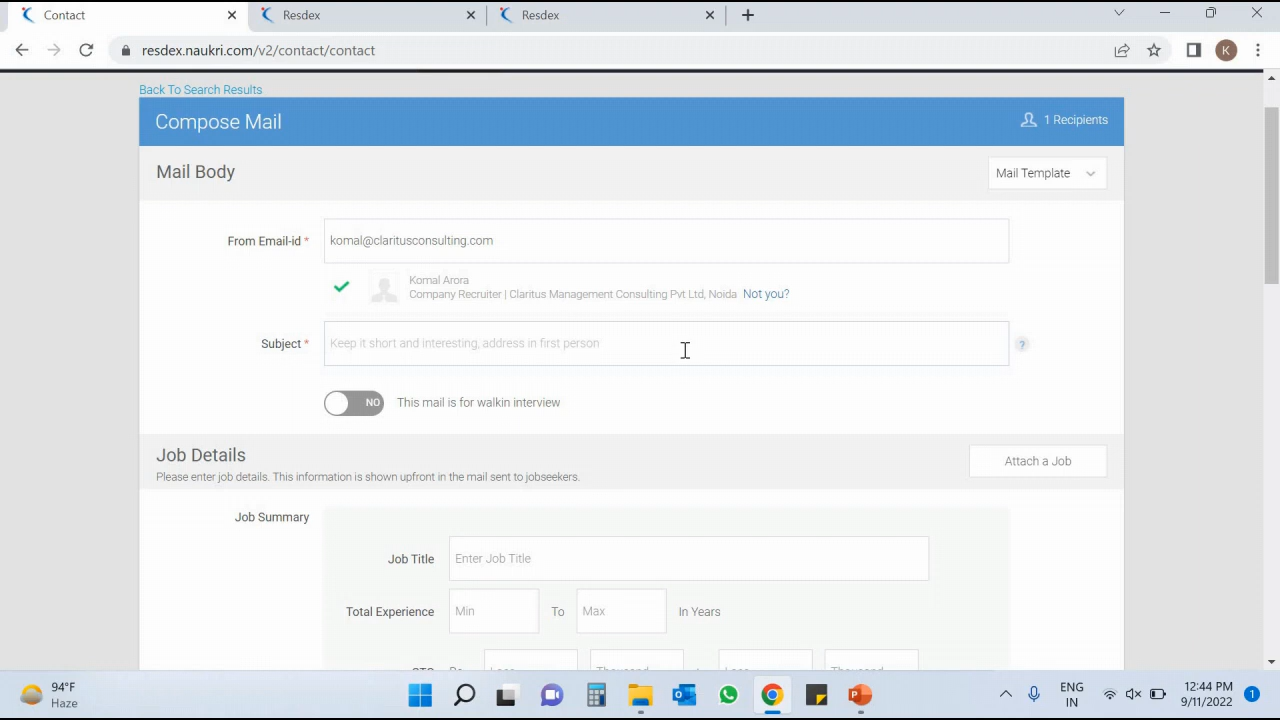 Contact
Resdex
Resdex
resdex.naukri.com/v2/contact/contact
K
Back To Search Results
Compose Mail
1 Recipients
Mail Body
Mail Template
From Email-id *
komal@claritusconsulting.com
Komal Arora
Company Recruiter | Claritus Management Consulting Pvt Ltd, Noida Not you?
Subject *
Keep it short and interesting, address in first person
?
NO
This mail is for walkin interview
Job Details
Attach a Job
Please enter job details. This information is shown upfront in the mail sent to jobseekers.
Job Summary
Job Title
Enter Job Title
Total Experience
Min
To
Max
In Years
94°F
Haze
ENG
IN
12:44 PM
9/11/2022
1